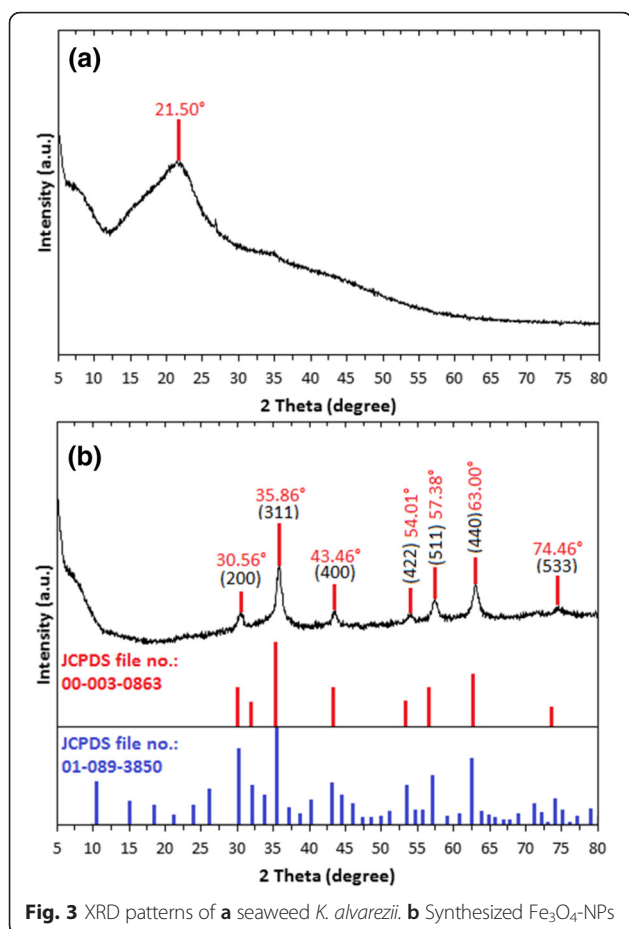 (a)
21.50°
Intensity (a.u.)
5 10 15 20 25 30 35 40 45 50 55 60 65 70 75 80
2 Theta (degree)
(b)
35.86°
(311)
30.56°
(200)
43.46°
(400)
(422) 54.01°
(511) 57.38°
(440) 63.00°
74.46°
(533)
Intensity (a.u.)
JCPDS file no.:
00-003-0863
JCPDS file no.:
01-089-3850
5 10 15 20 25 30 35 40 45 50 55 60 65 70 75 80
2 Theta (degree)
Fig. 3 XRD patterns of a seaweed K. alvarezii. b Synthesized Fe₃O₄-NPs